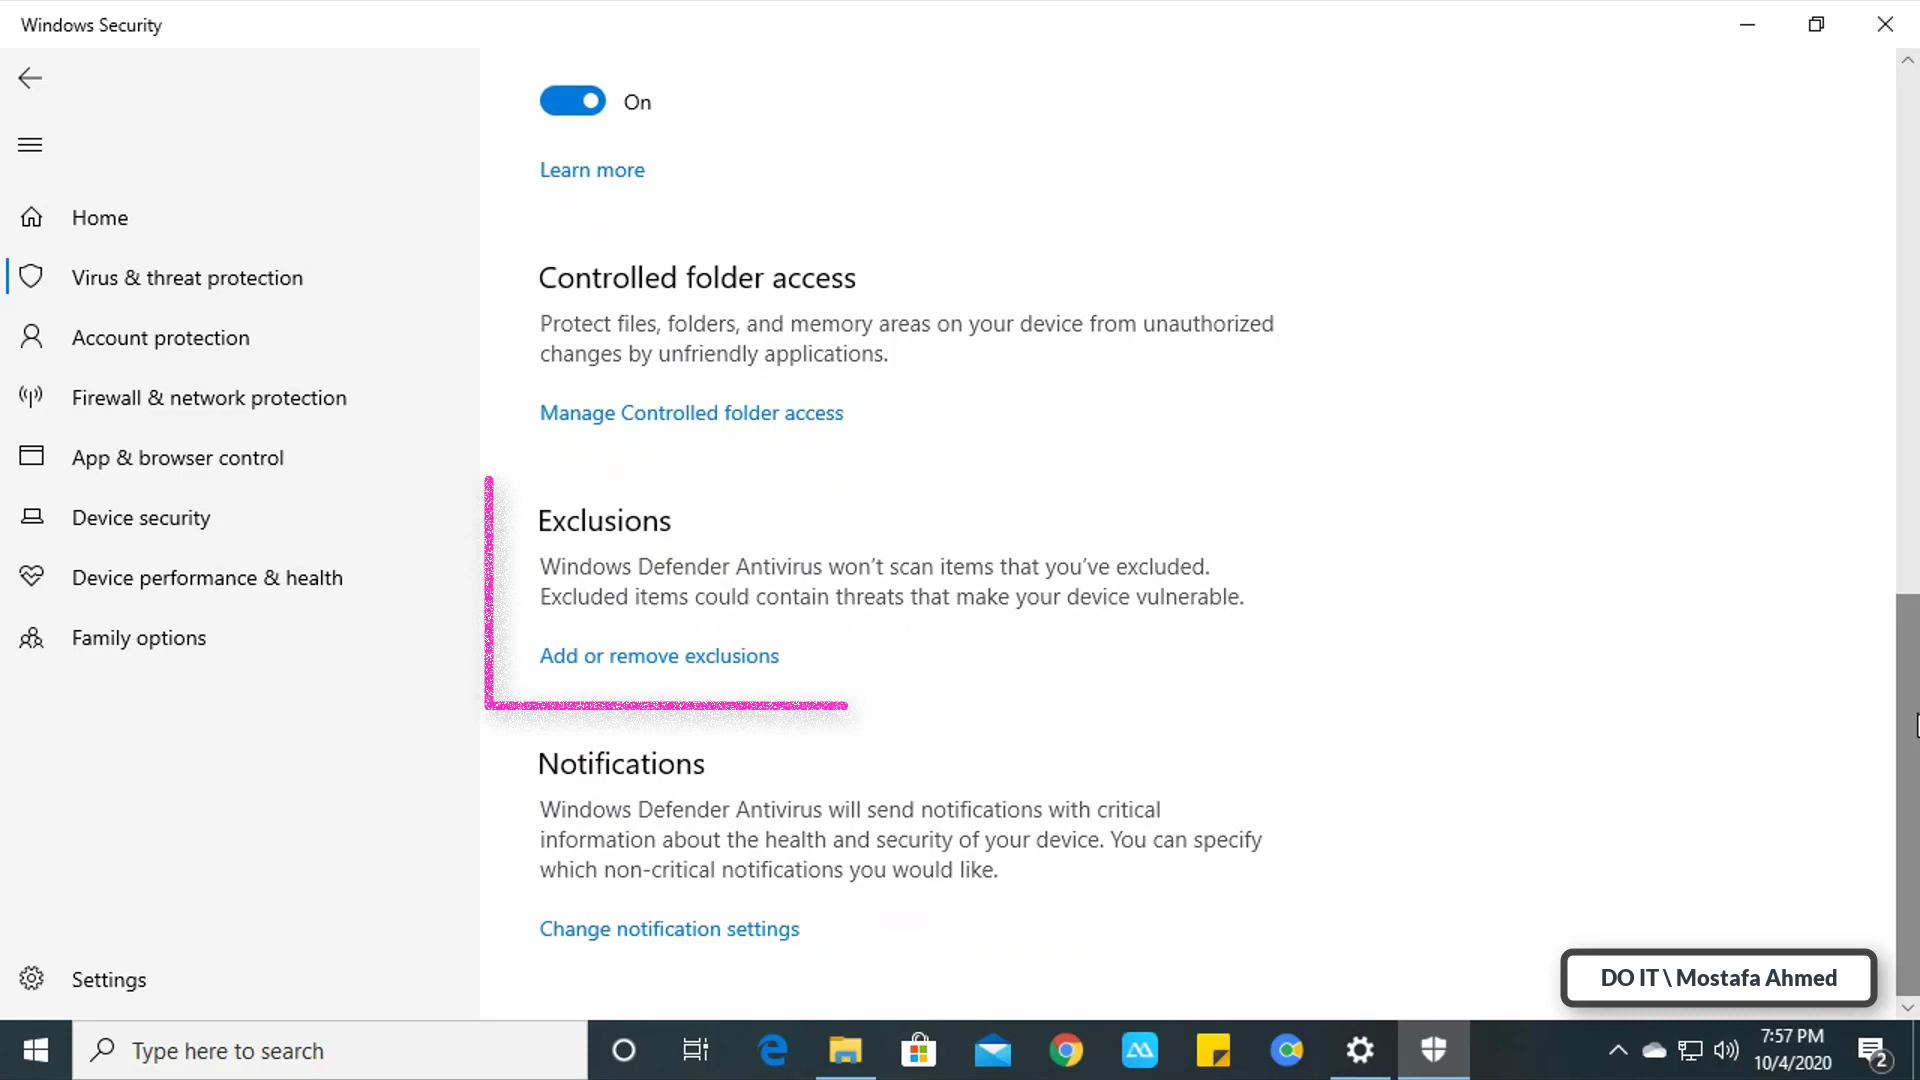 Windows Security
On
Learn more
Home
Virus & threat protection
Account protection
Firewall & network protection
App & browser control
Device security
Device performance & health
Family options
Settings
Controlled folder access
Protect files, folders, and memory areas on your device from unauthorized
changes by unfriendly applications.
Manage Controlled folder access
Exclusions
Windows Defender Antivirus won't scan items that you've excluded.
Excluded items could contain threats that make your device vulnerable.
Add or remove exclusions
Notifications
Windows Defender Antivirus will send notifications with critical
information about the health and security of your device. You can specify
which non-critical notifications you would like.
Change notification settings
DO IT \ Mostafa Ahmed
Type here to search
7:57 PM
10/4/2020
2